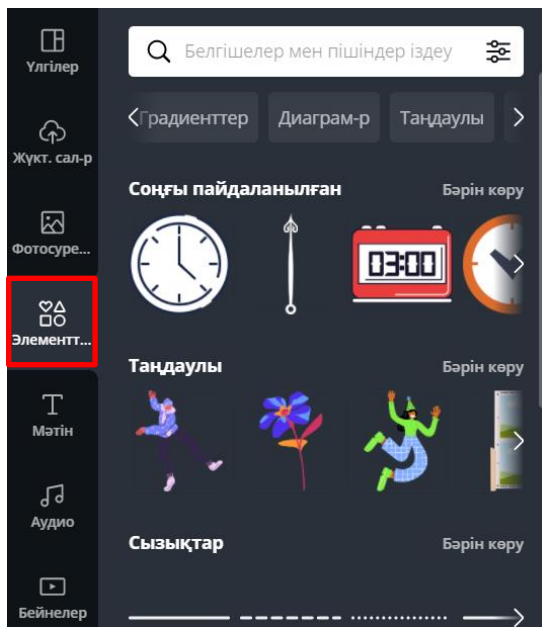 Үлгілер
Жүкт. сал-р
Фотосуре...
Элементт...
Мәтін
Аудио
Бейнелер
Белгішелер мен пішіндер іздеу
Градиенттер Диаграм-р Таңдаулы
Соңғы пайдаланылған Бәрін көру
03:00
Таңдаулы Бәрін көру
Сызықтар Бәрін көру